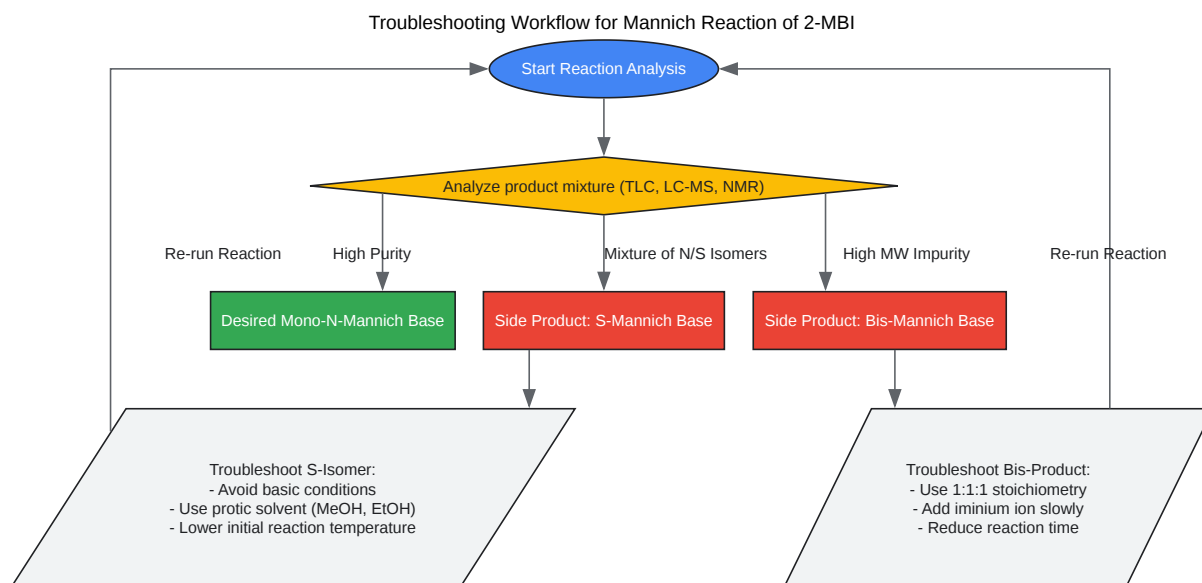 Troubleshooting Workflow for Mannich Reaction of 2-MBI
Start Reaction Analysis
Analyze product mixture (TLC, LC-MS, NMR)
Re-run Reaction
High Purity
Mixture of N/S Isomers
High MW Impurity
Re-run Reaction
Desired Mono-N-Mannich Base
Side Product: S-Mannich Base
Side Product: Bis-Mannich Base
Troubleshoot S-Isomer:
- Avoid basic conditions
- Use protic solvent (MeOH, EtOH)
- Lower initial reaction temperature
Troubleshoot Bis-Product:
- Use 1:1:1 stoichiometry
- Add iminium ion slowly
- Reduce reaction time